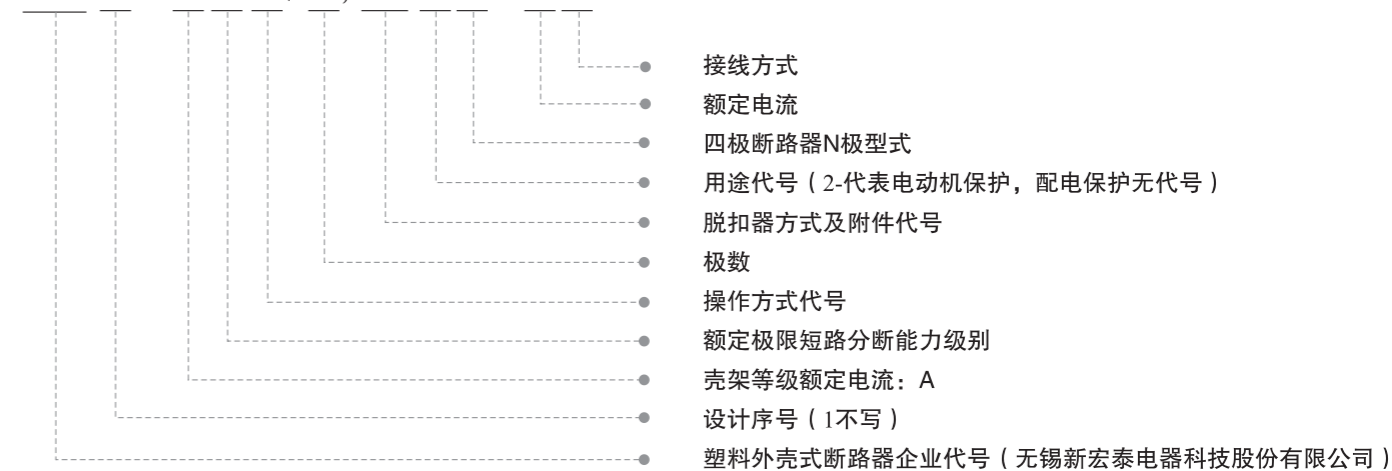 接线方式
额定电流
四极断路器N极型式
用途代号（2-代表电动机保护，配电保护无代号）
脱扣器方式及附件代号
极数
操作方式代号
额定极限短路分断能力级别
壳架等级额定电流：A
设计序号（1不写）
塑料外壳式断路器企业代号（无锡新宏泰电器科技股份有限公司）